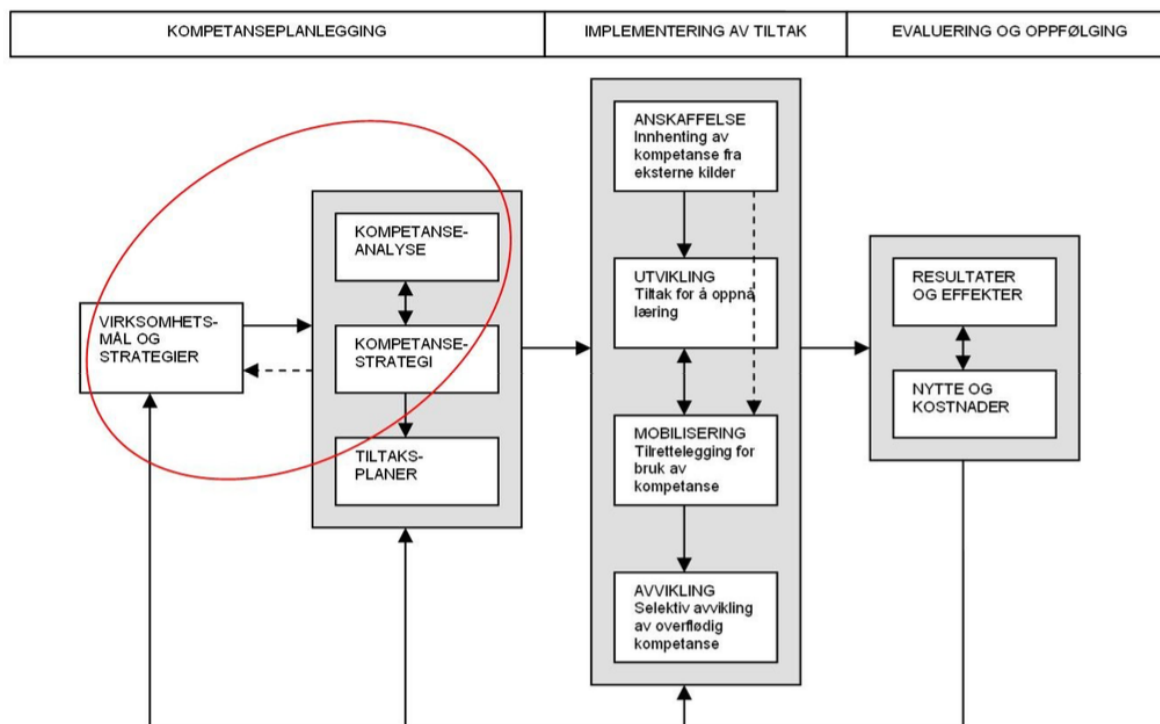 KOMPETANSEPLANLEGGING
IMPLEMENTERING AV TILTAK
EVALUERING OG OPPFØLGING
VIRKSOMHETS-
MÅL OG
STRATEGIER
KOMPETANSE-
ANALYSE
KOMPETANSE-
STRATEGI
TILTAKS-
PLANER
ANSKAFFELSE
Innhenting av
kompetanse fra
eksterne kilder
UTVIKLING
Tiltak for å oppnå
læring
MOBILISERING
Tilrettelegging for
bruk av
kompetanse
AVVIKLING
Selektiv avvikling
av overflødig
kompetanse
RESULTATER
OG EFFEKTER
NYTTE OG
KOSTNADER